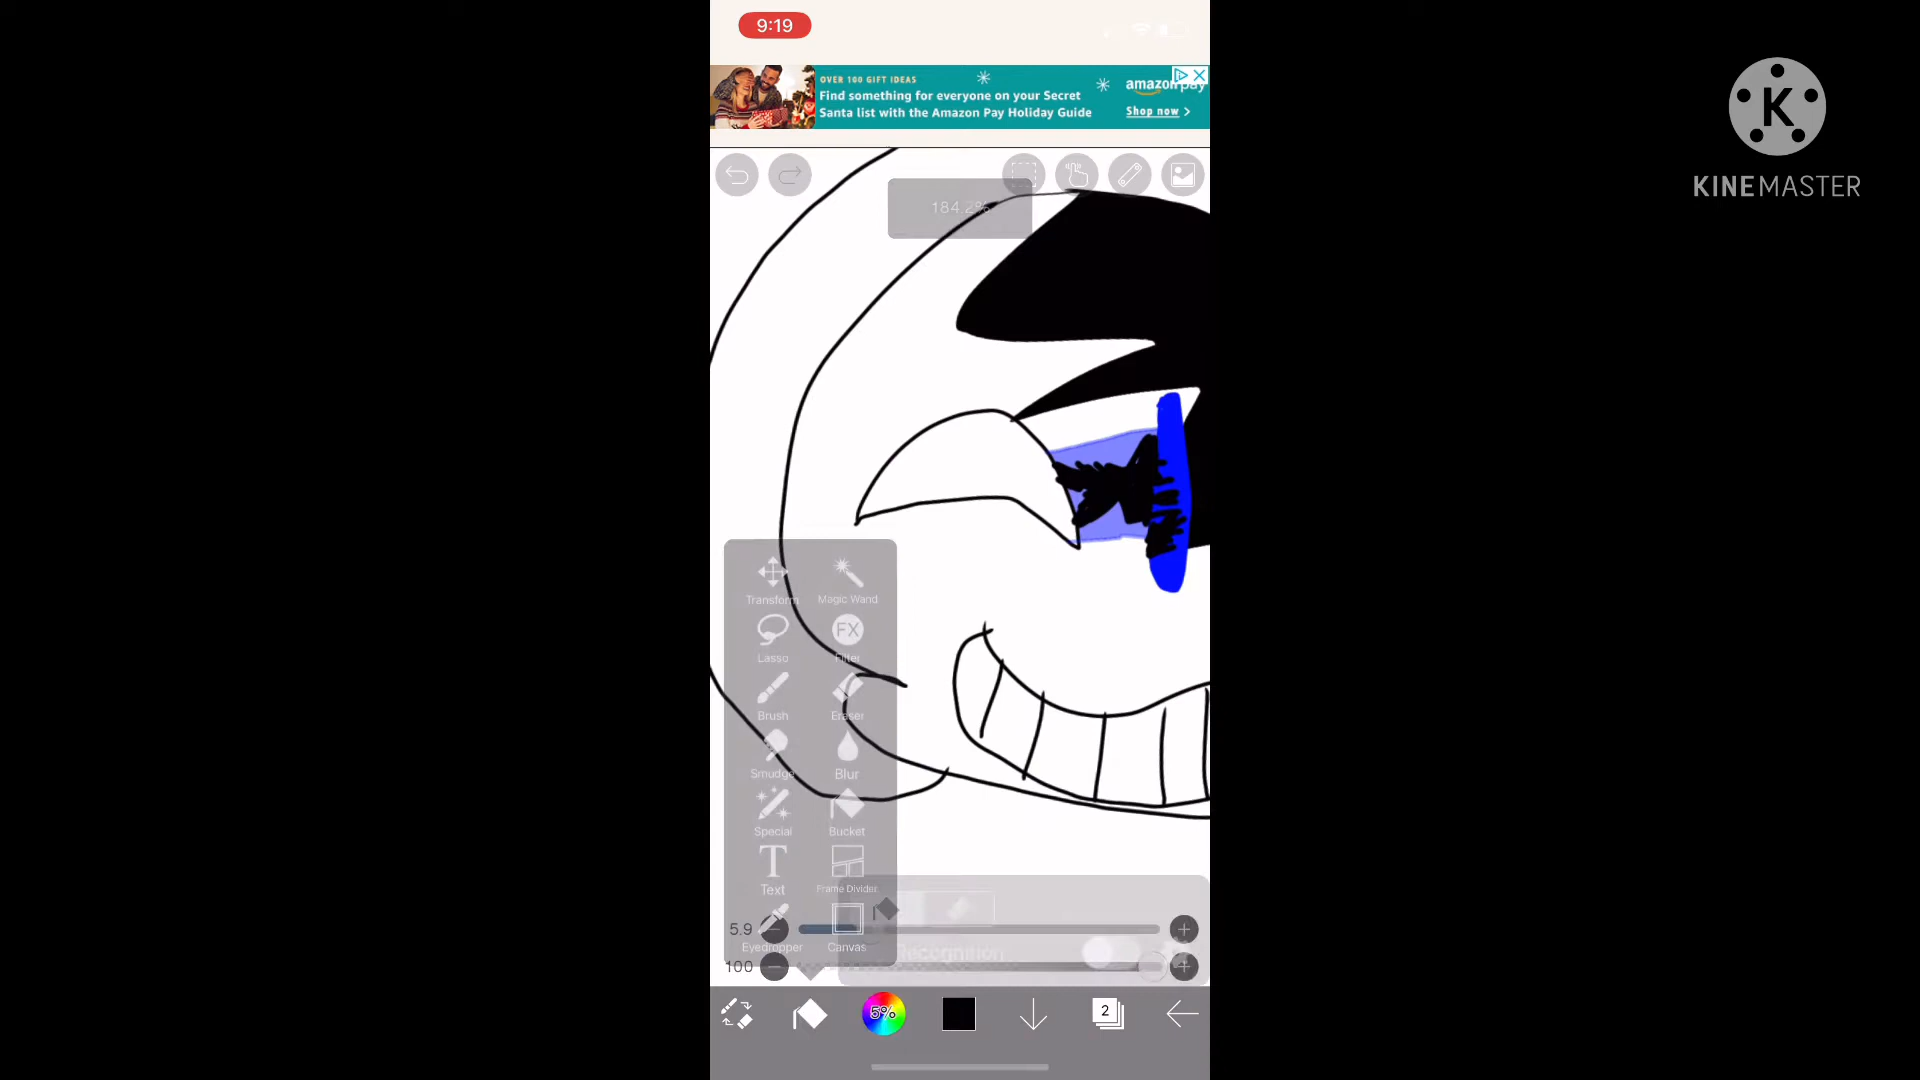 9:19
OVER 100 GIFT IDEAS
Find something for everyone on your Secret
Santa list with the Amazon Pay Holiday Guide
amazon pay
Shop now >
K
KINEMASTER
184.2%
Transform
Magic Wand
Lasso
FX
Filter
Brush
Eraser
Smudge
Blur
Special
Bucket
T
Text
Frame Divider
Eyedropper
Canvas
5.9
Recognition
100
5%
2